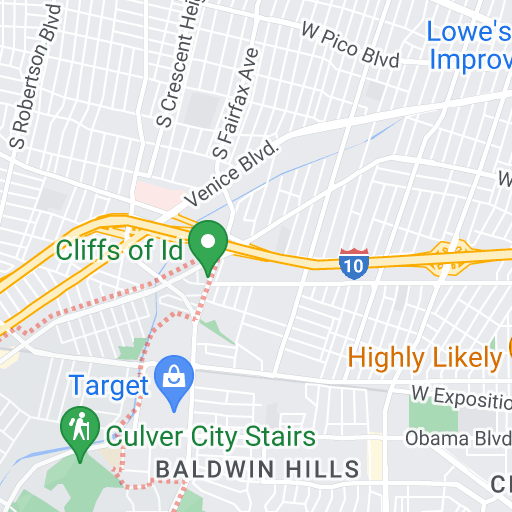 Lowe's
Improv
W Pico Blvd
S Robertson Blvd
S Crescent Hei
S Fairfax Ave
Venice Blvd.
W
Cliffs of Id
10
Highly Likely
Target
W Expositio
Culver City Stairs
Obama Blvd
BALDWIN HILLS
C